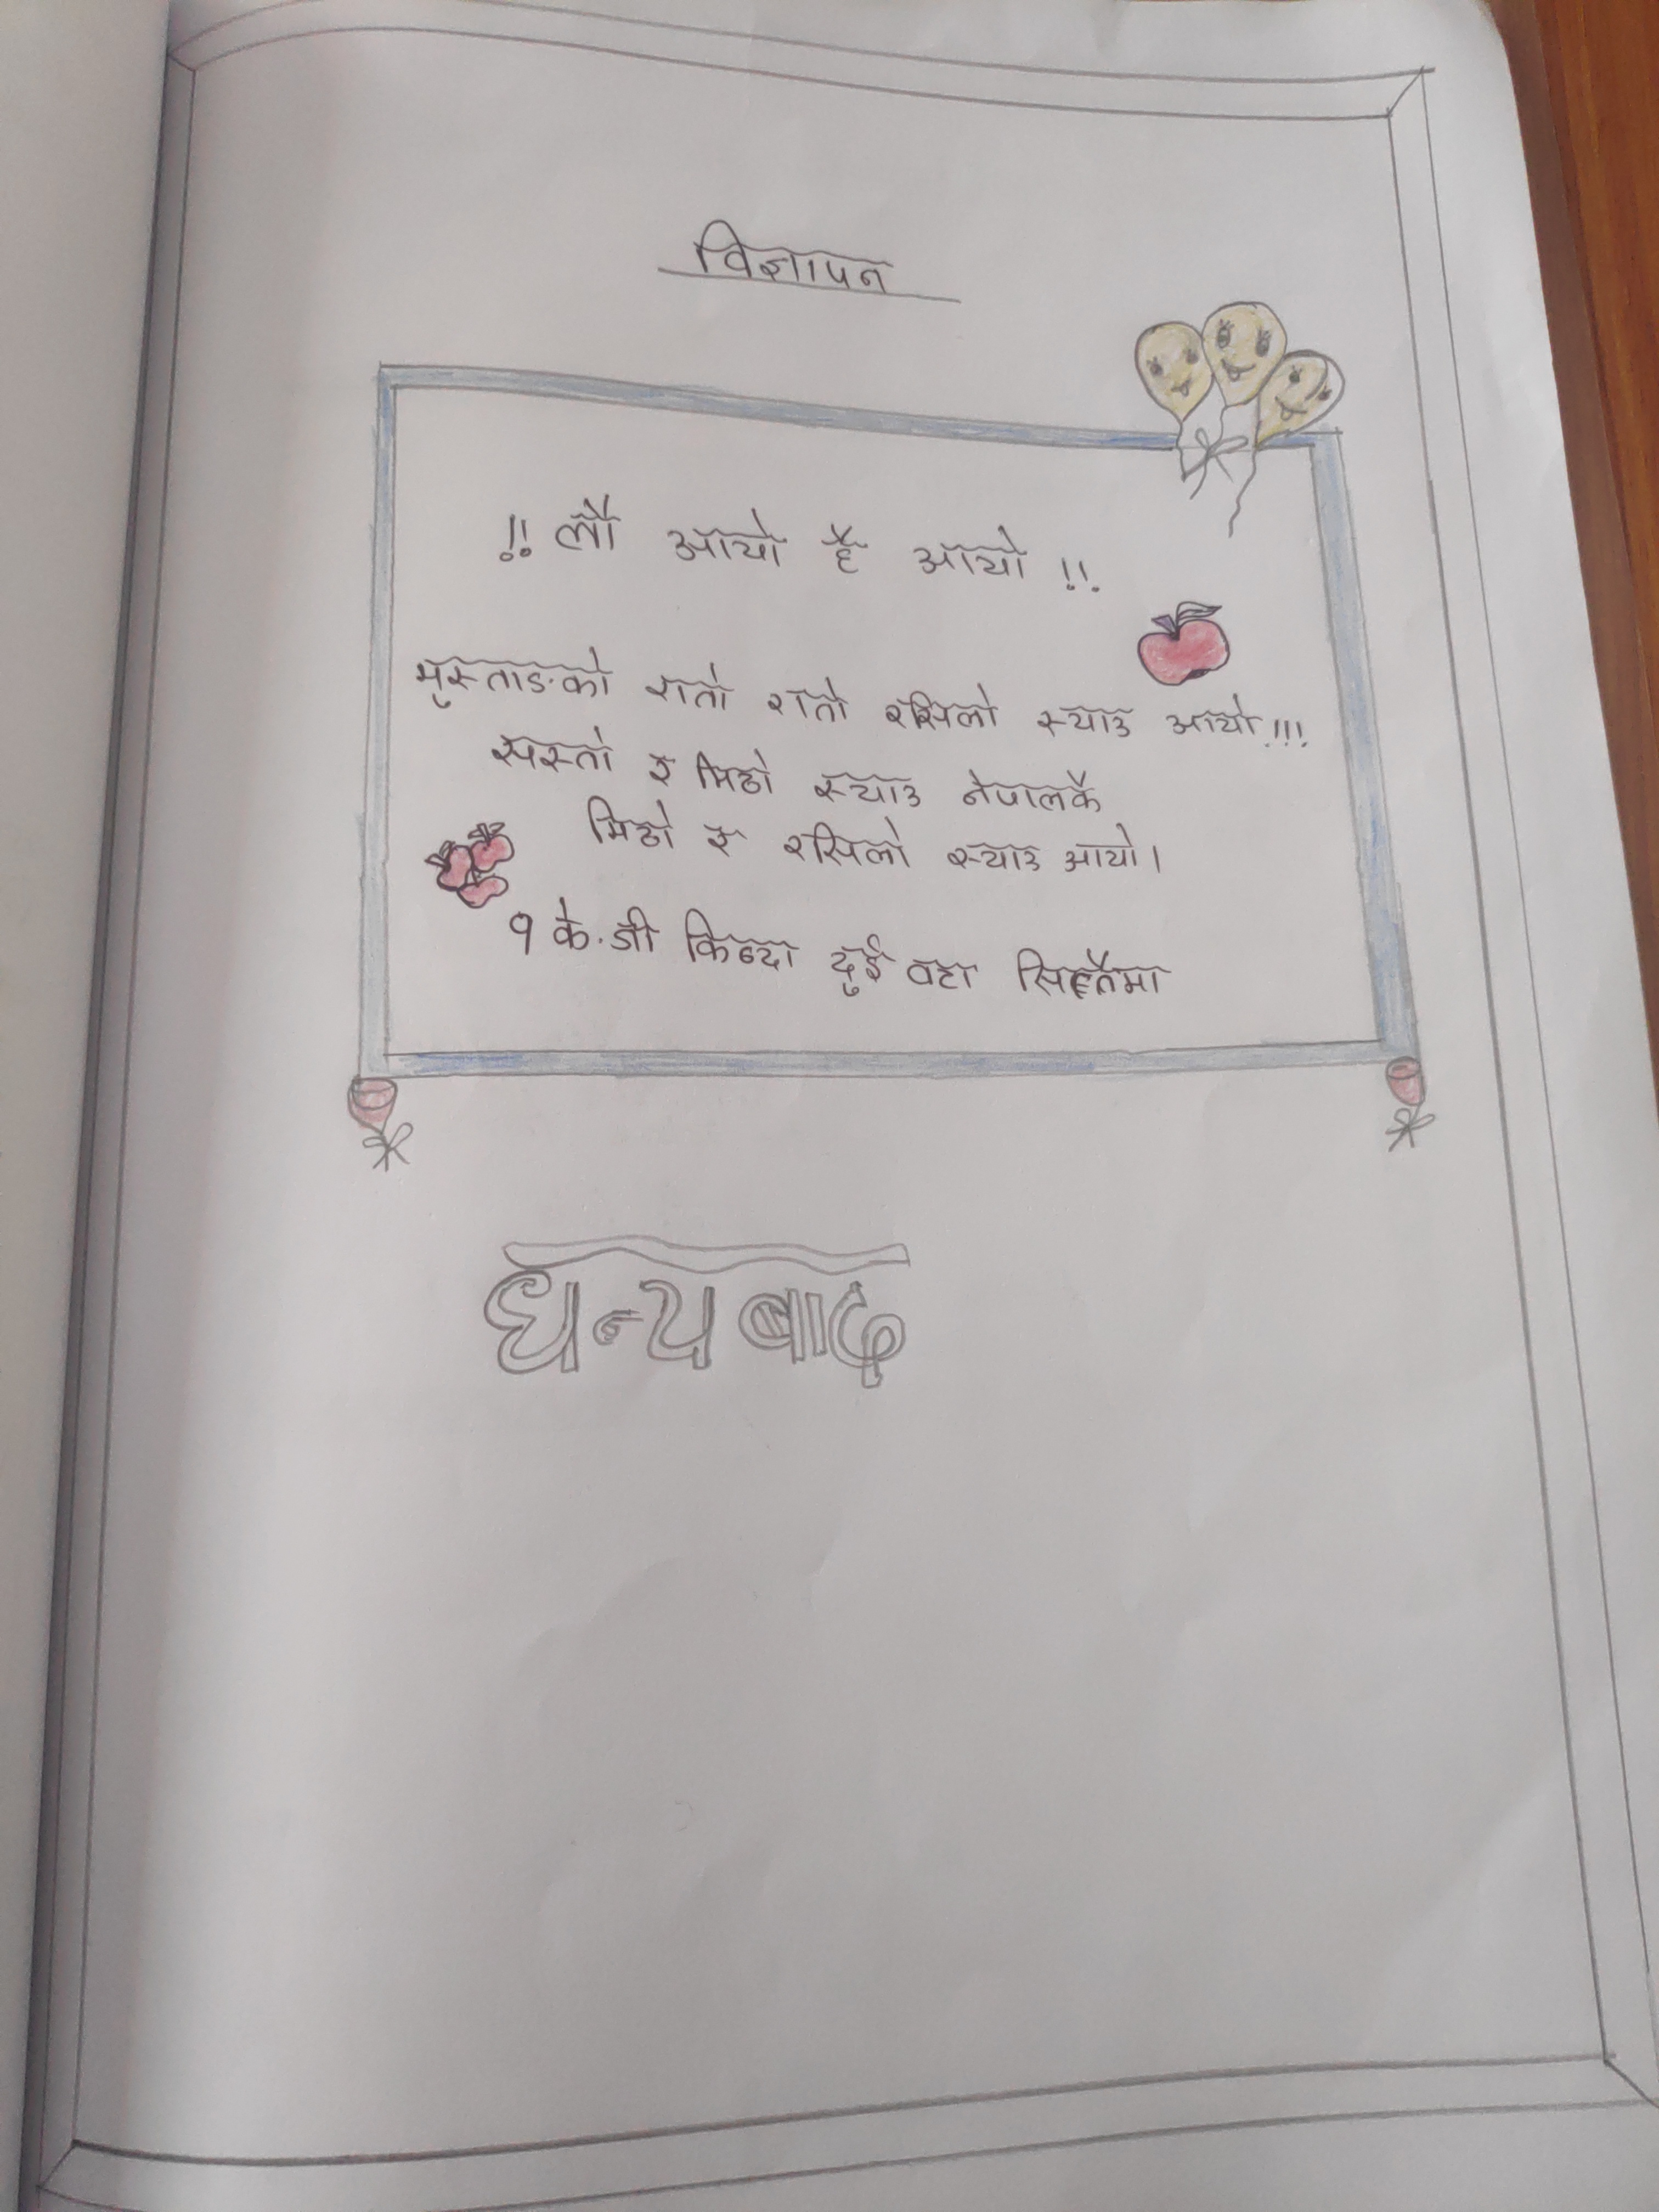 विज्ञापन
!! लौ आयो है आयो !!
मुस्ताङको रातो रातो रसिलो स्याउ आयो!!!
सस्तो र मिठो स्याउ नेपालकै
मिठो र रसिलो स्याउ आयो।
१ के.जी किन्दा दुई वटा सित्तैमा
धन्यबाद